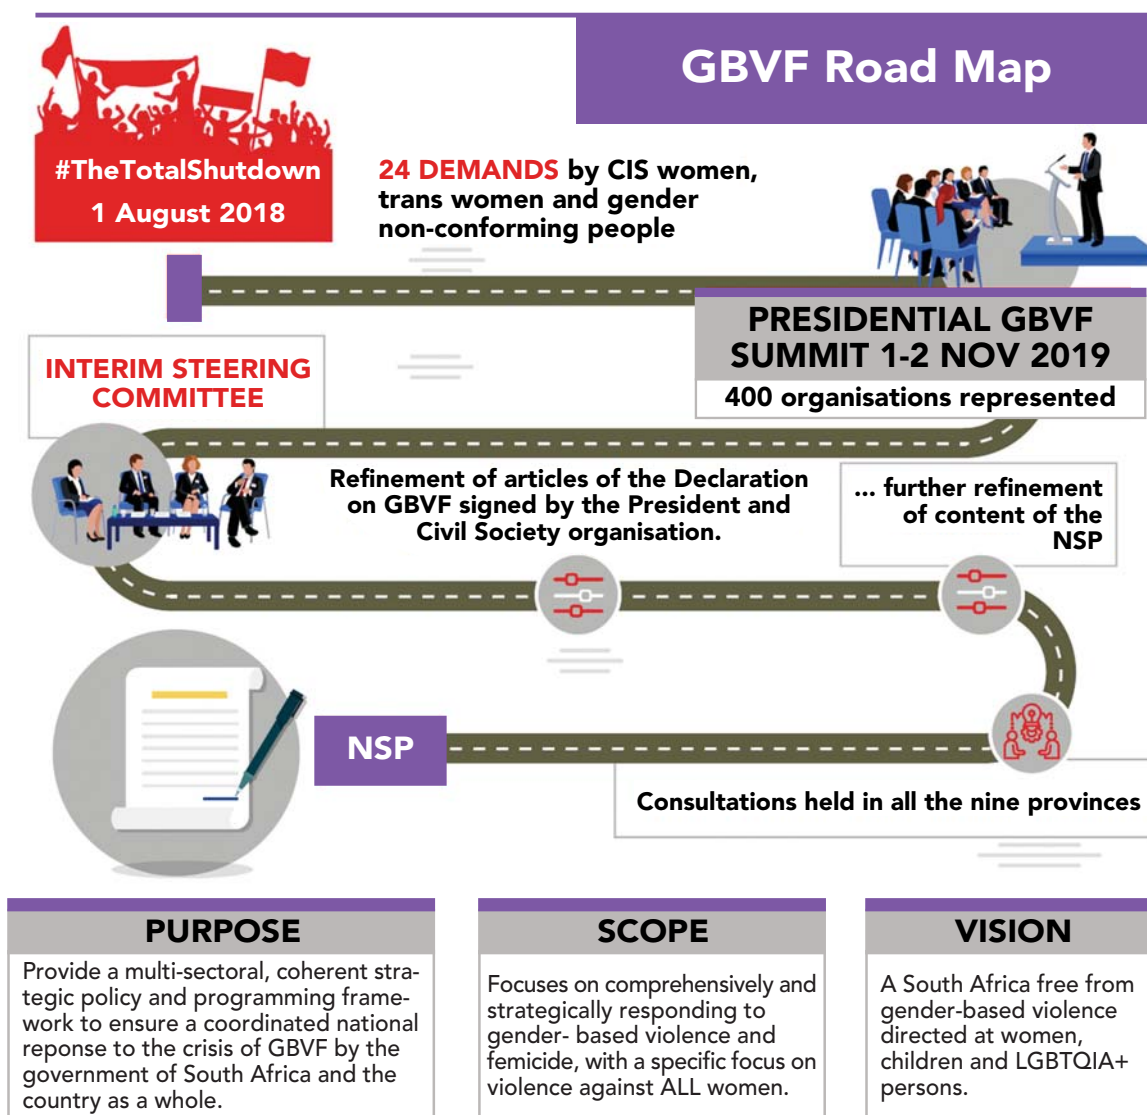 GBVF Road Map
#TheTotalShutdown
1 August 2018
24 DEMANDS by CIS women,
trans women and gender
non-conforming people
PRESIDENTIAL GBVF
SUMMIT 1-2 NOV 2019
400 organisations represented
INTERIM STEERING
COMMITTEE
Refinement of articles of the Declaration
on GBVF signed by the President and
Civil Society organisation.
... further refinement
of content of the
NSP
NSP
Consultations held in all the nine provinces
PURPOSE
Provide a multi-sectoral, coherent stra-
tegic policy and programming frame-
work to ensure a coordinated national
reponse to the crisis of GBVF by the
government of South Africa and the
country as a whole.
SCOPE
Focuses on comprehensively and
strategically responding to
gender- based violence and
femicide, with a specific focus on
violence against ALL women.
VISION
A South Africa free from
gender-based violence
directed at women,
children and LGBTQIA+
persons.